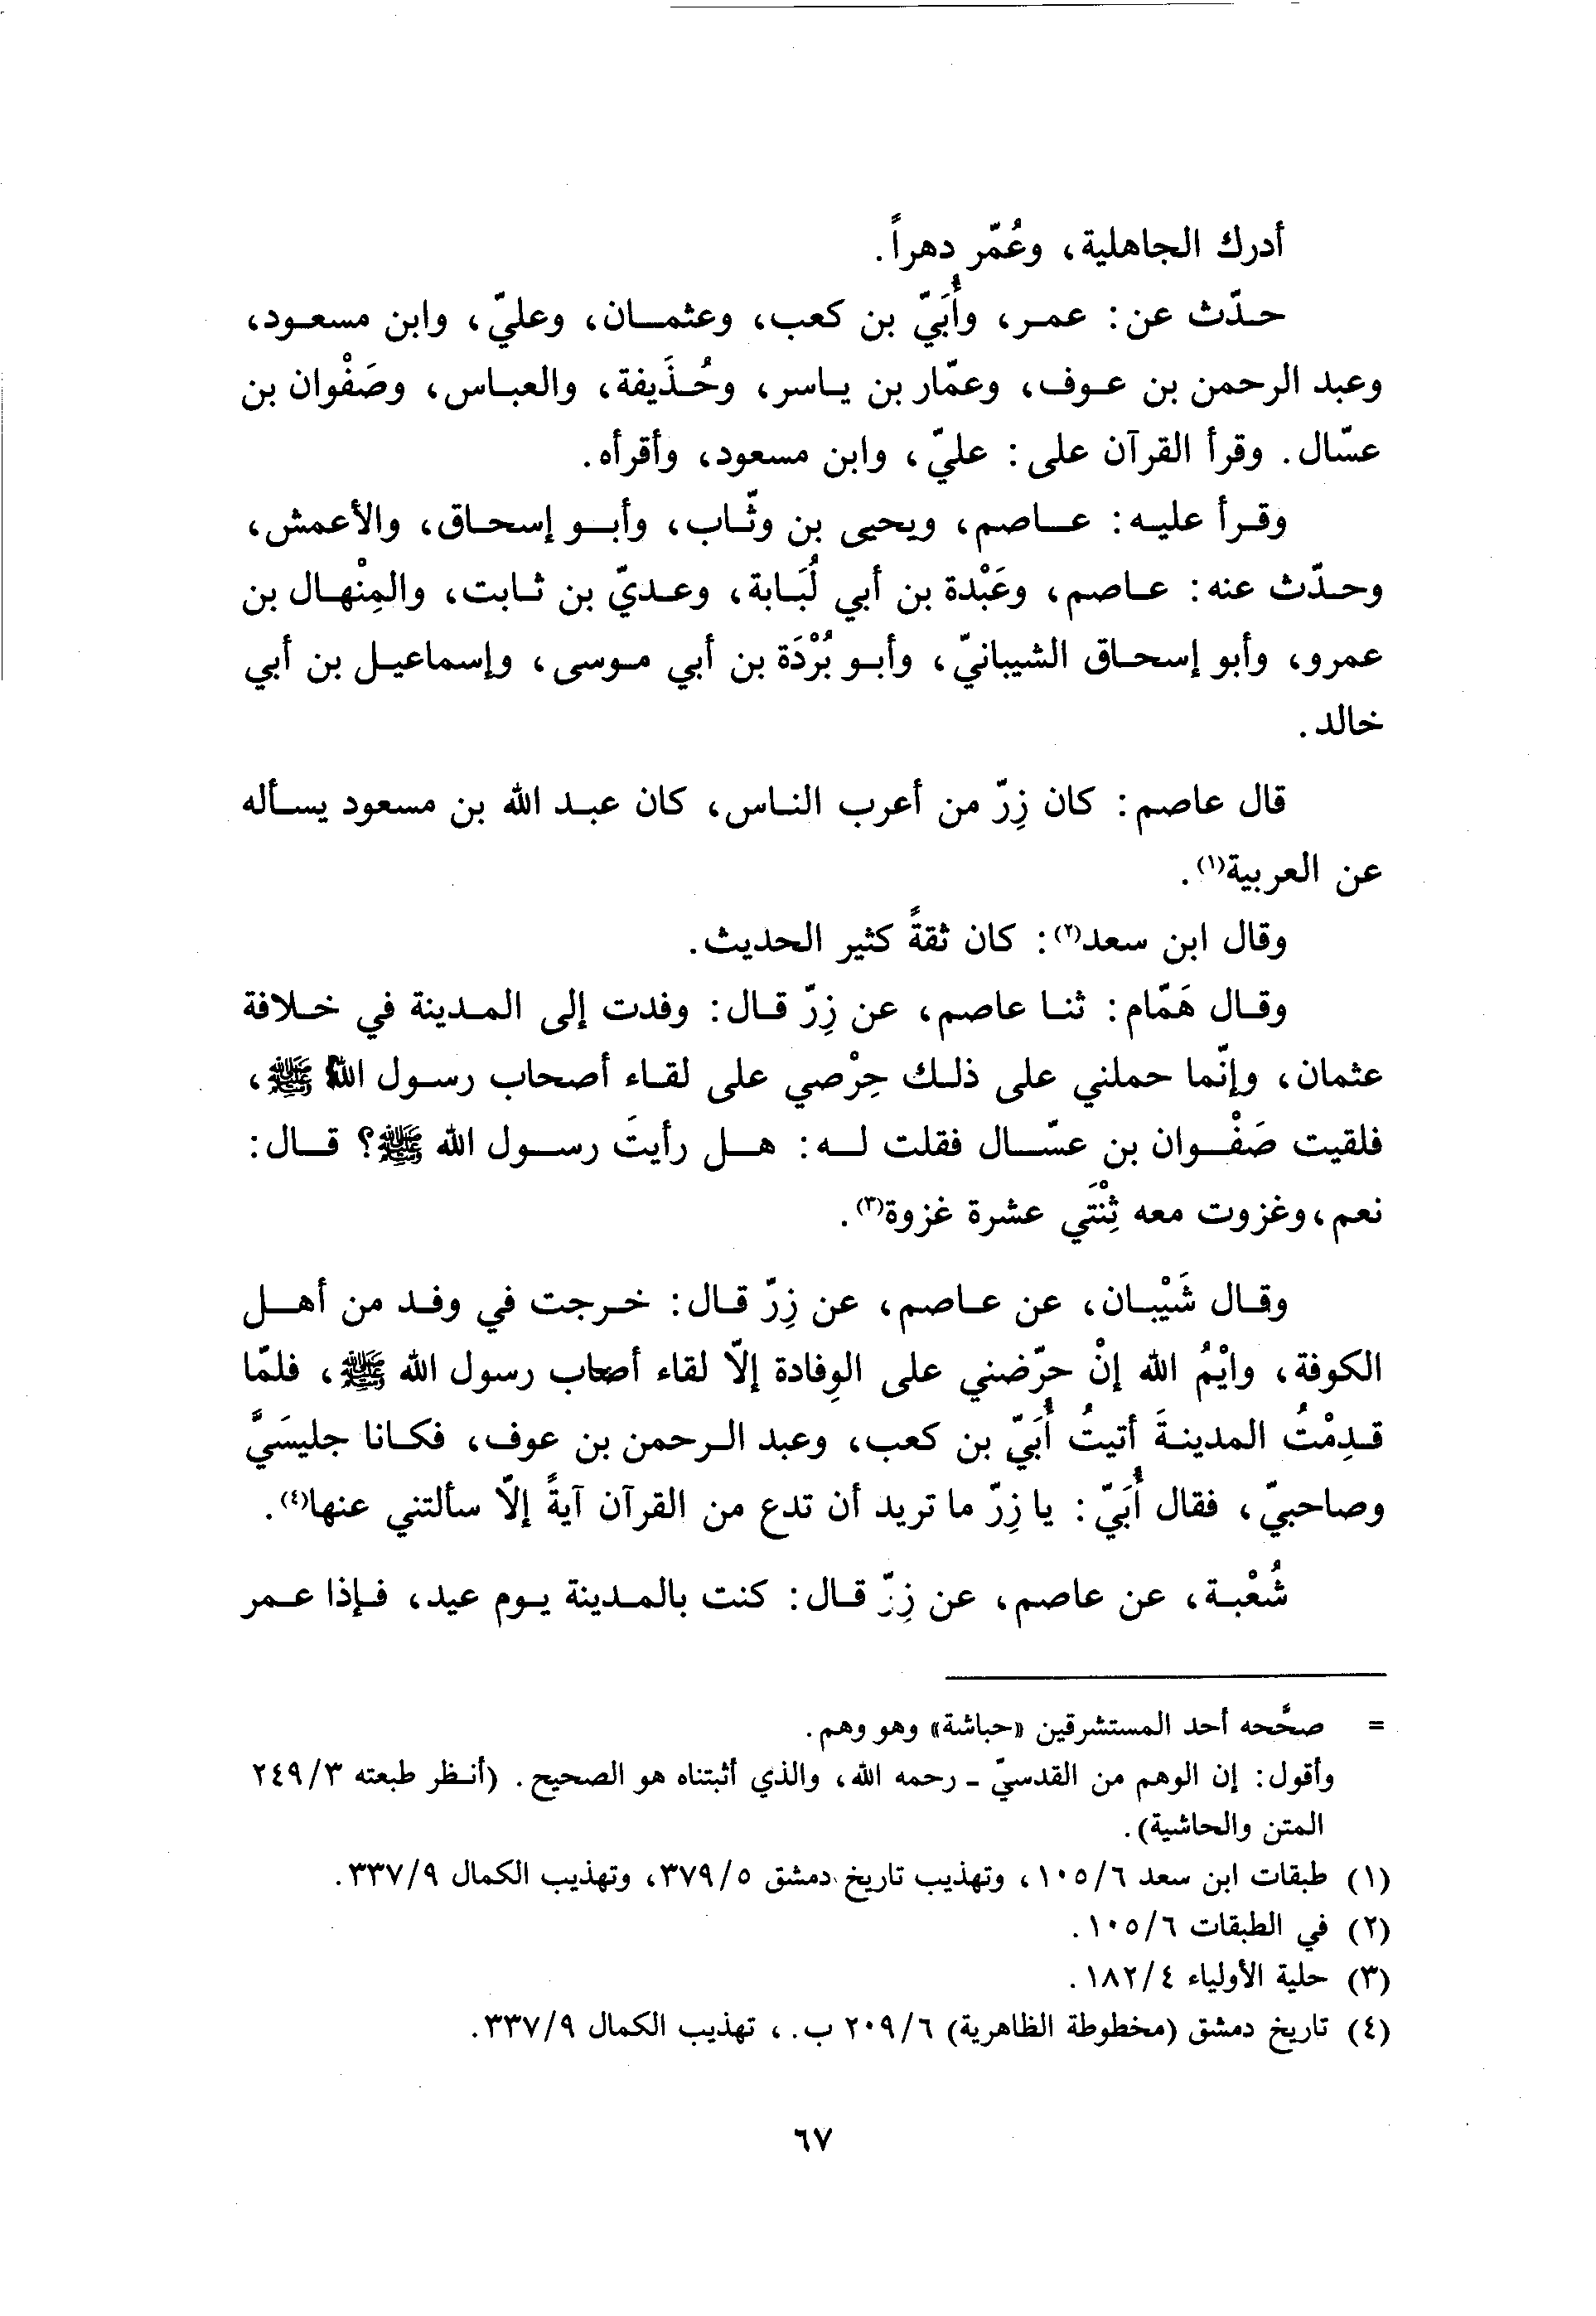 أدرك الجاهلية، وعُمّر دهراً.
حدّث عن: عمر، وأُبَيّ بن كعب، وعثمان، وعليّ، وابن مسعود،
وعبد الرحمن بن عوف، وعمّار بن ياسر، وحُذَيفة، والعباس، وصَفْوان بن
عسّال. وقرأ القرآن على: عليّ، وابن مسعود، وأقرأه.
وقرأ عليه: عاصم، ويحيى بن وثّاب، وأبو إسحاق، والأعمش،
وحدّث عنه: عاصم، وعَبْدة بن أبي لُبَابة، وعديّ بن ثابت، والمِنْهال بن
عمرو، وأبو إسحاق الشيبانيّ، وأبو بُرْدَة بن أبي موسى، وإسماعيل بن أبي
خالد.
قال عاصم: كان زِرّ من أعرب الناس، كان عبد الله بن مسعود يسأله
عن العربية(١).
وقال ابن سعد(٢): كان ثقةً كثير الحديث.
وقال هَمّام: ثنا عاصم، عن زِرّ قال: وفدت إلى المدينة في خلافة
عثمان، وإنّما حملني على ذلك حِرْصي على لقاء أصحاب رسول الله ﷺ،
فلقيت صَفْوان بن عسّال فقلت له: هل رأيتَ رسول الله ﷺ؟ قال:
نعم، وغزوت معه ثِنْتَي عشرة غزوة(٣).
وقال شَيْبان، عن عاصم، عن زِرّ قال: خرجت في وفد من أهل
الكوفة، وايْمُ الله إنْ حرّضني على الوِفادة إلّا لقاء أصحاب رسول الله ﷺ، فلمّا
قدِمْتُ المدينةَ أتيتُ أُبَيّ بن كعب، وعبد الرحمن بن عوف، فكانا جليسَيَّ
وصاحبيّ، فقال أُبَيّ: يا زِرّ ما تريد أن تدع من القرآن آيةً إلّا سألتني عنها(٤).
شُعْبة، عن عاصم، عن زِرّ قال: كنت بالمدينة يوم عيد، فإذا عمر
= صحَّحه أحد المستشرقين «حباشة» وهو وهم.
وأقول: إن الوهم من القدسيّ - رحمه الله، والذي أثبتناه هو الصحيح. (أنظر طبعته ٢٤٩/٣
المتن والحاشية).
(١) طبقات ابن سعد ١٠٥/٦، وتهذيب تاريخ دمشق ٣٧٩/٥، وتهذيب الكمال ٣٣٧/٩.
(٢) في الطبقات ١٠٥/٦.
(٣) حلية الأولياء ١٨٢/٤.
(٤) تاريخ دمشق (مخطوطة الظاهرية) ٢٠٩/٦ ب.، تهذيب الكمال ٣٣٧/٩.
٦٧